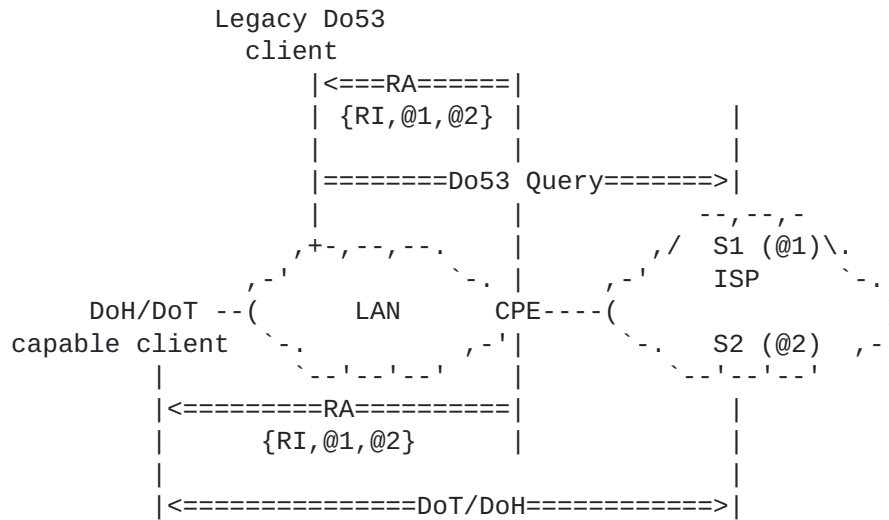 Legacy Do53
client
|<===RA======|
| {RI,@1,@2} | |
| | |
|========Do53 Query=======>|
| | --,--,-
,+-,--,--. | ,/ S1 (@1)\.
,-' `-. | ,-' ISP `-.
DoH/DoT --( LAN CPE----(
capable client `-. ,-'| `-. S2 (@2) ,-
| `--'--'--' | `--'--'--'
|<=========RA==========| |
| {RI,@1,@2} | |
| |
|<===============DoT/DoH============>|